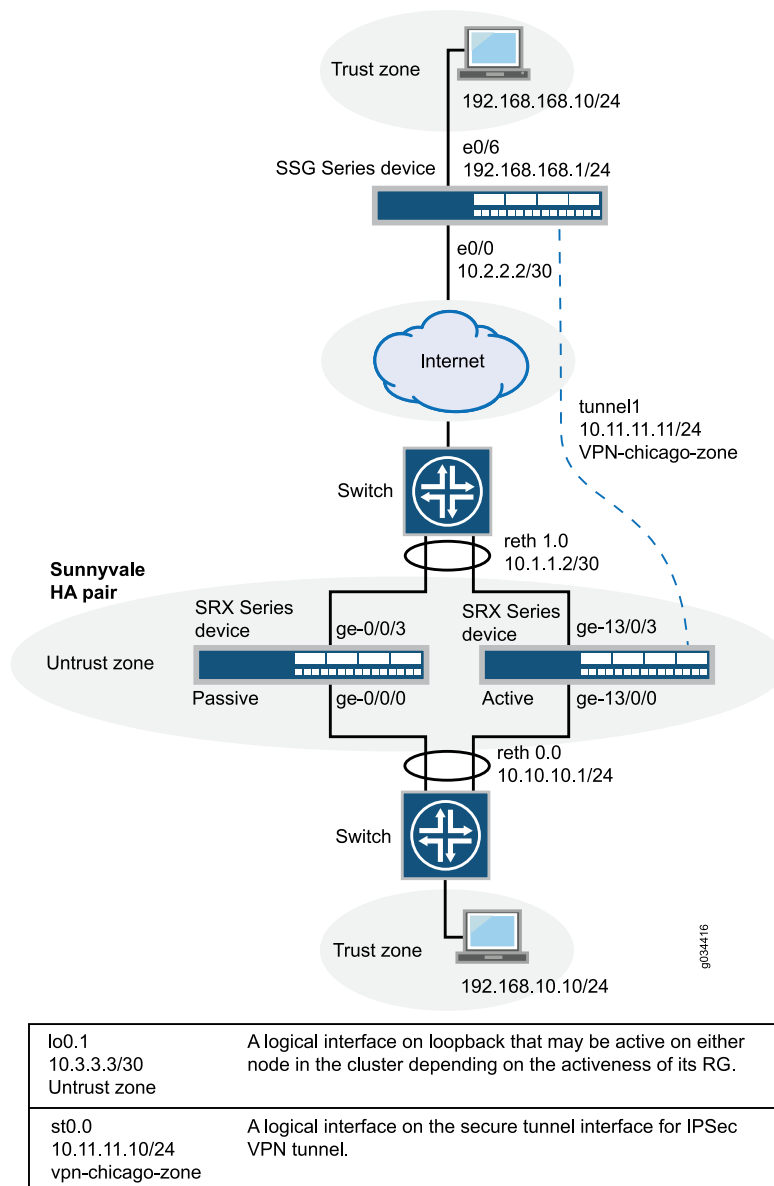 Trust zone
192.168.168.10/24
e0/6
SSG Series device
192.168.168.1/24
e0/0
10.2.2.2/30
Internet
tunnel1
10.11.11.11/24
VPN-chicago-zone
Switch
reth 1.0
10.1.1.2/30
Sunnyvale
HA pair
SRX Series
device
ge-0/0/3
SRX Series
device
ge-13/0/3
Untrust zone
Passive
ge-0/0/0
Active
ge-13/0/0
reth 0.0
10.10.10.1/24
Switch
Trust zone
192.168.10.10/24
g034416
lo0.1
10.3.3.3/30
Untrust zone
A logical interface on loopback that may be active on either
node in the cluster depending on the activeness of its RG.
st0.0
10.11.11.10/24
vpn-chicago-zone
A logical interface on the secure tunnel interface for IPSec
VPN tunnel.